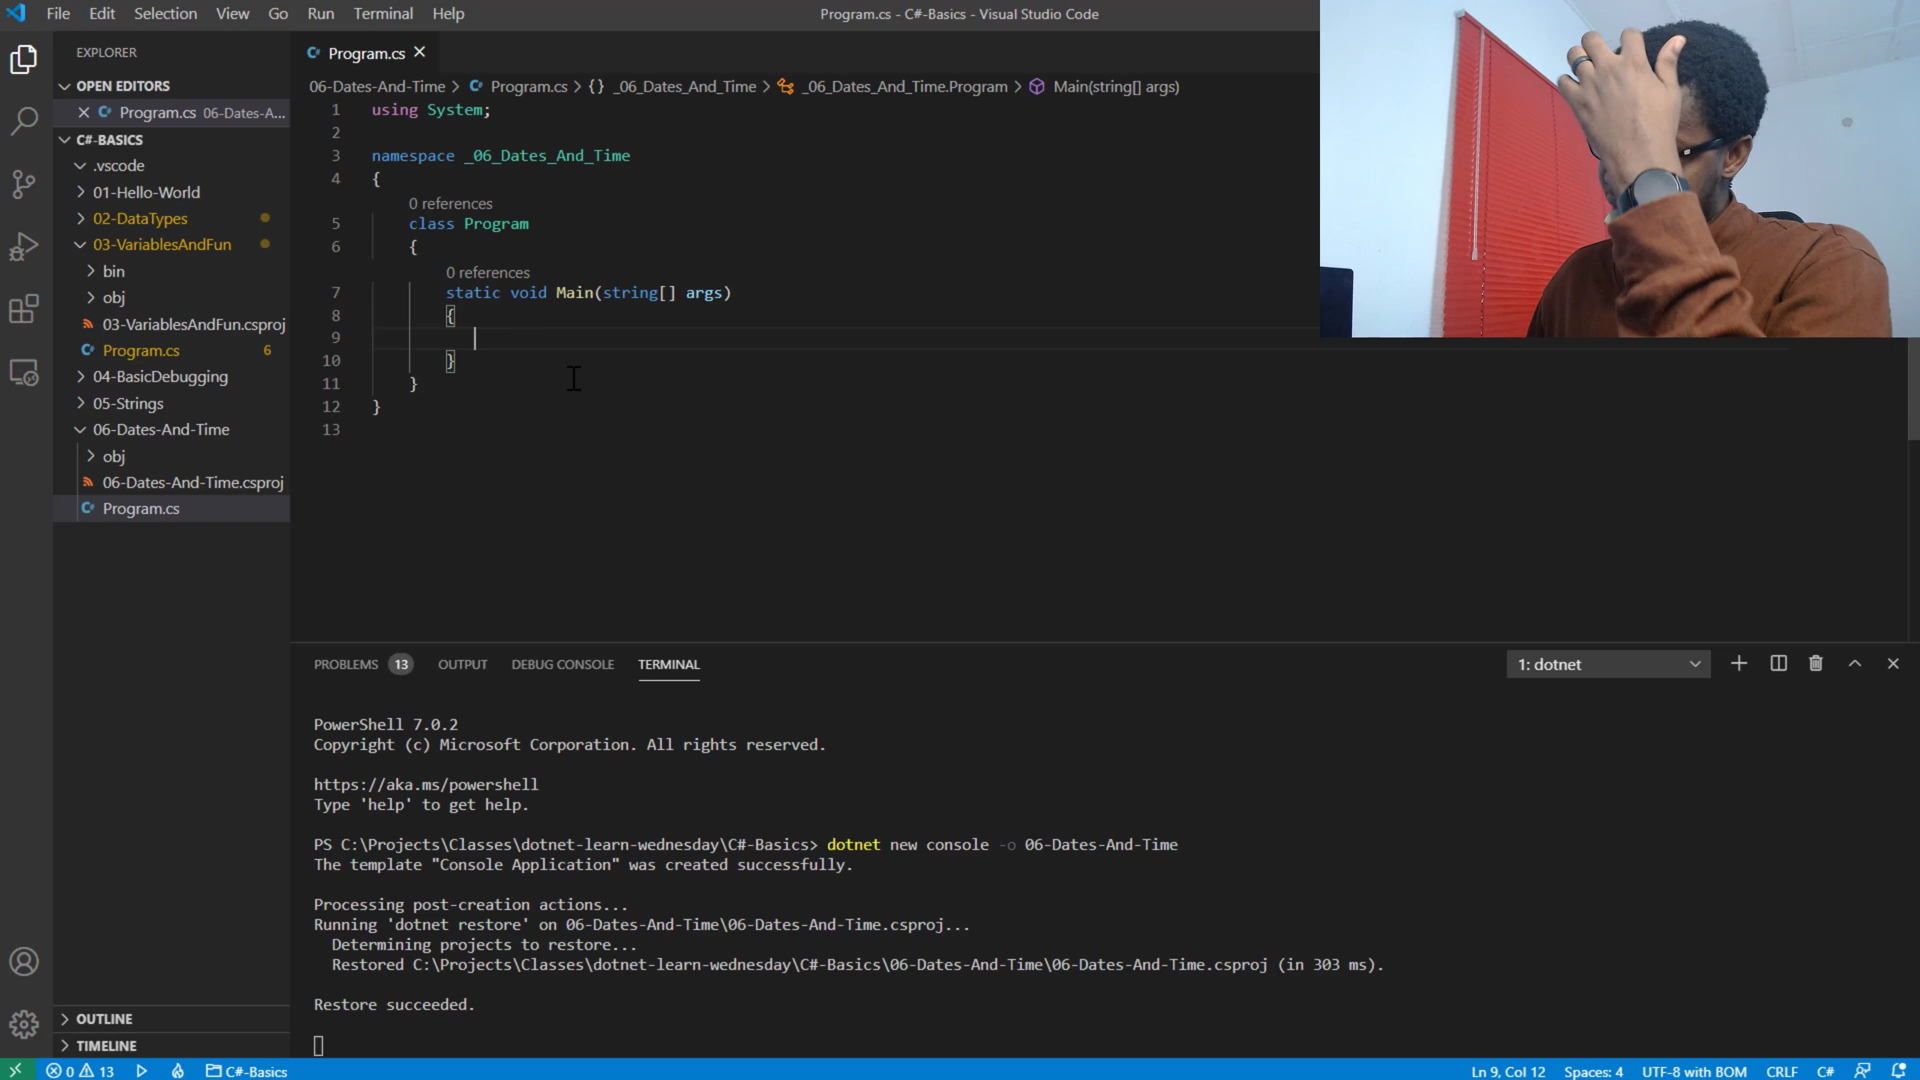 File Edit Selection View Go Run Terminal Help
Program.cs - C#-Basics - Visual Studio Code
EXPLORER
OPEN EDITORS
Program.cs 06-Dates-A...
C#-BASICS
.vscode
01-Hello-World
02-DataTypes
03-VariablesAndFun
bin
obj
03-VariablesAndFun.csproj
Program.cs 6
04-BasicDebugging
05-Strings
06-Dates-And-Time
obj
06-Dates-And-Time.csproj
Program.cs
OUTLINE
TIMELINE
Program.cs
06-Dates-And-Time > Program.cs > {} _06_Dates_And_Time > _06_Dates_And_Time.Program > Main(string[] args)
1 using System;
2
3 namespace _06_Dates_And_Time
4 {
0 references
5 class Program
6 {
0 references
7 static void Main(string[] args)
8 {
9
10 }
11 }
12 }
13
PROBLEMS 13 OUTPUT DEBUG CONSOLE TERMINAL
1: dotnet
PowerShell 7.0.2
Copyright (c) Microsoft Corporation. All rights reserved.
https://aka.ms/powershell
Type 'help' to get help.
PS C:\Projects\Classes\dotnet-learn-wednesday\C#-Basics> dotnet new console -o 06-Dates-And-Time
The template "Console Application" was created successfully.
Processing post-creation actions...
Running 'dotnet restore' on 06-Dates-And-Time\06-Dates-And-Time.csproj...
Determining projects to restore...
Restored C:\Projects\Classes\dotnet-learn-wednesday\C#-Basics\06-Dates-And-Time\06-Dates-And-Time.csproj (in 303 ms).
Restore succeeded.
0 13 C#-Basics
Ln 9, Col 12 Spaces: 4 UTF-8 with BOM CRLF C#